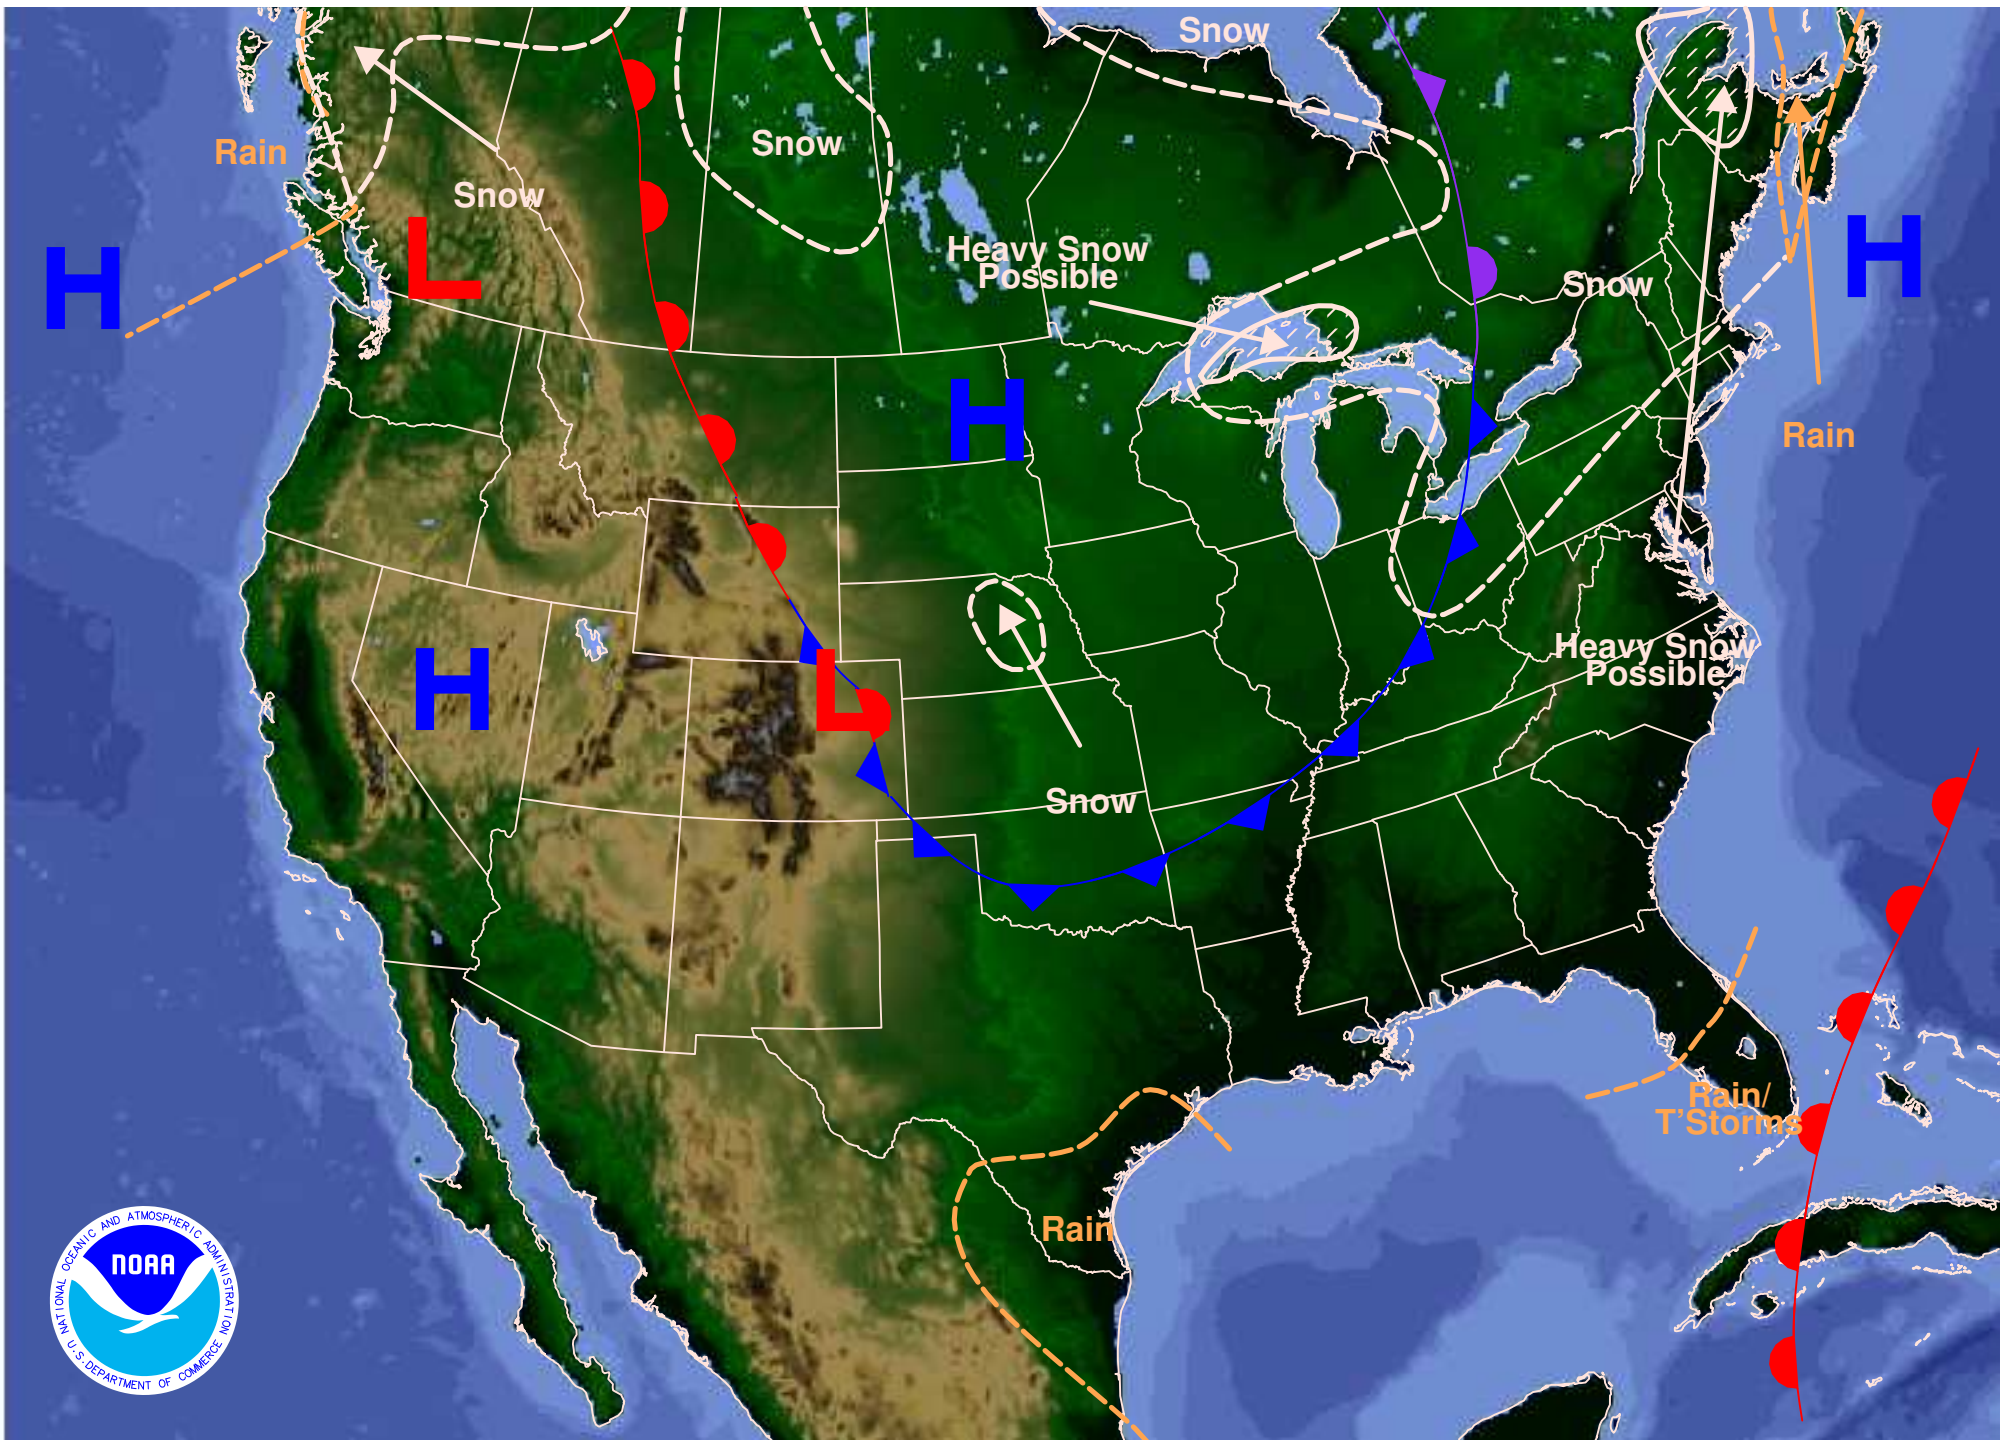 Snow
Rain
Snow
Snow
H
L
Heavy Snow
Possible
Snow
H
H
Rain
H
L
Heavy Snow
Possible
Snow
Rain/
T'Storms
Rain
NOAA
NATIONAL OCEANIC AND ATMOSPHERIC ADMINISTRATION
U.S. DEPARTMENT OF COMMERCE